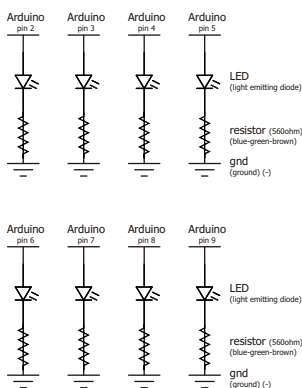 Arduino Arduino Arduino Arduino
pin 2 pin 3 pin 4 pin 5
LED
(light emitting diode)
resistor (560ohm)
(blue-green-brown)
gnd
(ground) (-)
Arduino Arduino Arduino Arduino
pin 6 pin 7 pin 8 pin 9
LED
(light emitting diode)
resistor (560ohm)
(blue-green-brown)
gnd
(ground) (-)